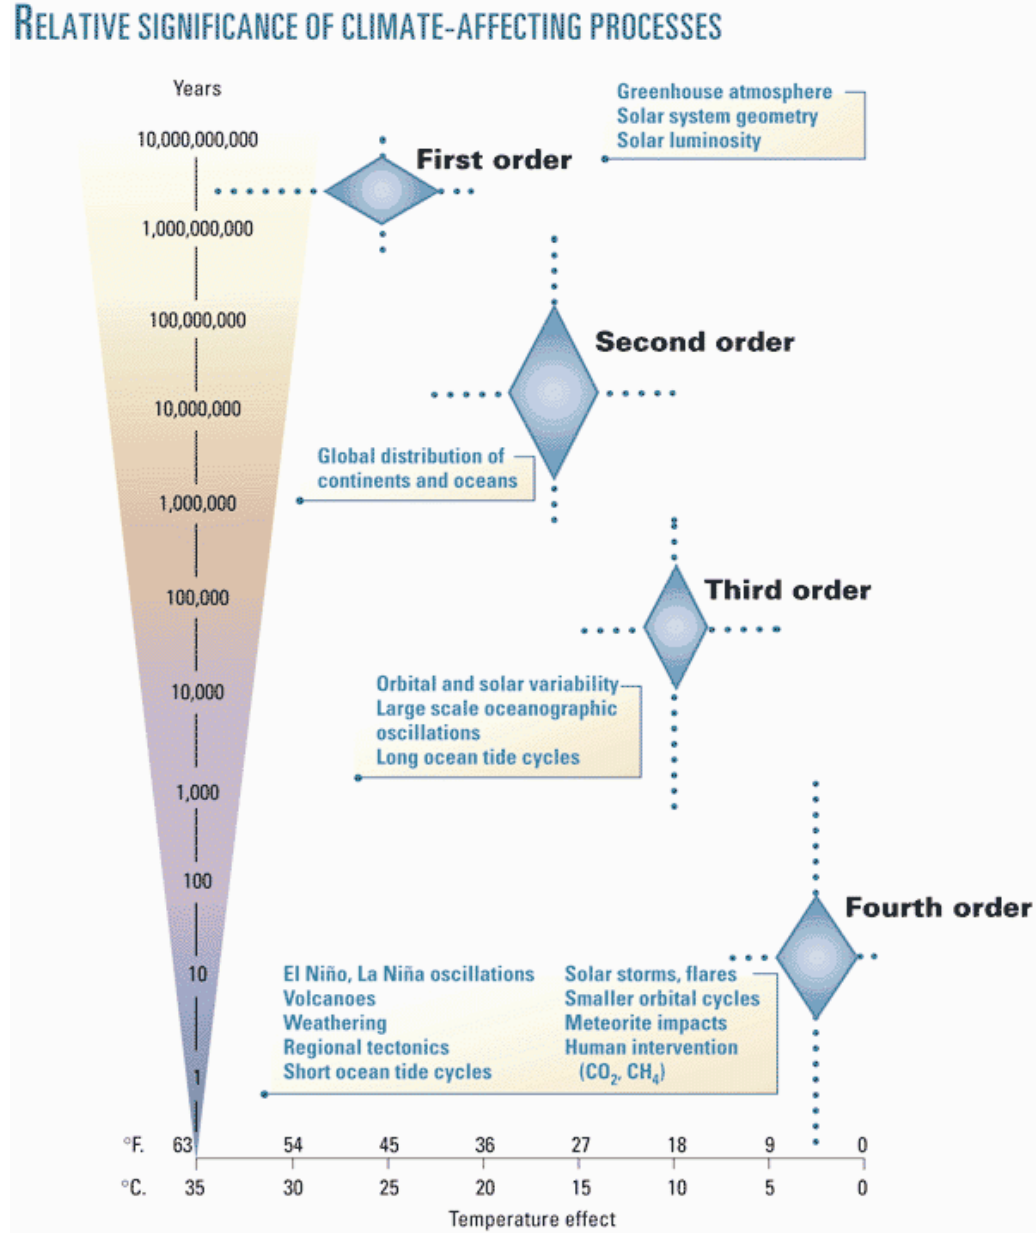 RELATIVE SIGNIFICANCE OF CLIMATE-AFFECTING PROCESSES
Years
10,000,000,000
1,000,000,000
100,000,000
10,000,000
1,000,000
100,000
10,000
1,000
100
10
1
Greenhouse atmosphere
Solar system geometry
Solar luminosity
First order
Second order
Global distribution of
continents and oceans
Third order
Orbital and solar variability
Large scale oceanographic
oscillations
Long ocean tide cycles
Fourth order
El Niño, La Niña oscillations
Volcanoes
Weathering
Regional tectonics
Short ocean tide cycles
Solar storms, flares
Smaller orbital cycles
Meteorite impacts
Human intervention
(CO₂, CH₄)
°F. 63 54 45 36 27 18 9 0
°C. 35 30 25 20 15 10 5 0
Temperature effect